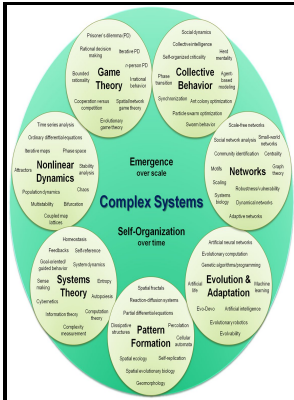 Prisoner's dilemma (PD)
Rational decision
making
Iterative PD
n-person PD
Bounded
rationality
Game
Theory
Irrational
behavior
Cooperation versus
competition
Spatial/network
game theory
Evolutionary
game theory
Social dynamics
Collective intelligence
Self-organized criticality
Herd
mentality
Phase
transition
Collective
Behavior
Agent-
based
modeling
Synchronization
Ant colony optimization
Particle swarm optimization
Swarm behavior
Time series analysis
Ordinary differential equations
Iterative maps
Phase space
Attractors
Nonlinear
Dynamics
Stability
analysis
Population dynamics
Chaos
Multistability
Bifurcation
Coupled map
lattices
Emergence
over scale
Complex Systems
Self-Organization
over time
Scale-free networks
Social network analysis
Small-world
networks
Community identification
Centrality
Motifs
Networks
Graph
theory
Scaling
Robustness/vulnerability
Systems
biology
Dynamical networks
Adaptive networks
Homeostasis
Feedbacks
Self-reference
Goal-oriented/
guided behavior
System dynamics
Sense
making
Systems
Theory
Entropy
Cybernetics
Autopoiesis
Information theory
Computation
theory
Complexity
measurement
Spatial fractals
Reaction-diffusion systems
Partial differential equations
Dissipative
structures
Pattern
Formation
Percolation
Cellular
automata
Spatial ecology
Self-replication
Spatial evolutionary biology
Geomorphology
Artificial neural networks
Evolutionary computation
Genetic algorithms/programming
Artificial
life
Evolution &
Adaptation
Machine
learning
Evo-Devo
Artificial intelligence
Evolutionary robotics
Evolvability